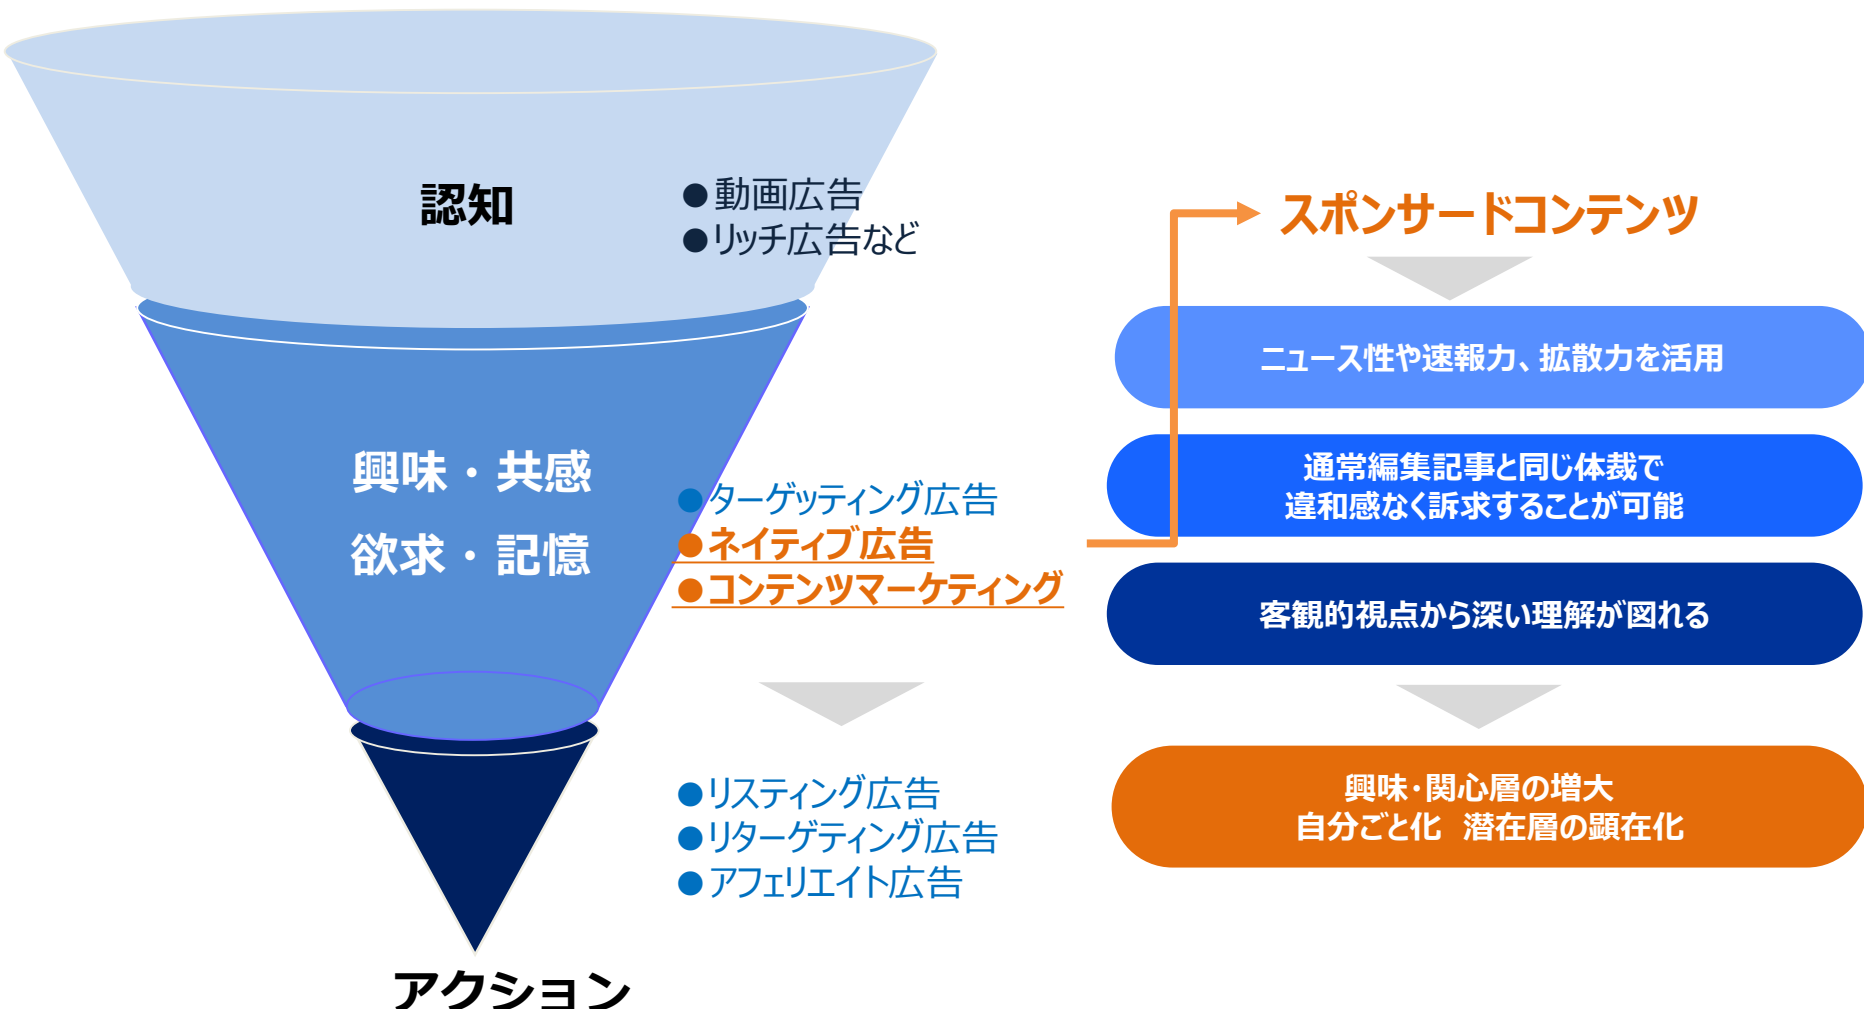 認知
●動画広告
●リッチ広告など
興味・共感
欲求・記憶
●ターゲッティング広告
●ネイティブ広告
●コンテンツマーケティング
●リスティング広告
●リターゲティング広告
●アフェリエイト広告
アクション
スポンサードコンテンツ
ニュース性や速報力、拡散力を活用
通常編集記事と同じ体裁で
違和感なく訴求することが可能
客観的視点から深い理解が図れる
興味・関心層の増大
自分ごと化　潜在層の顕在化